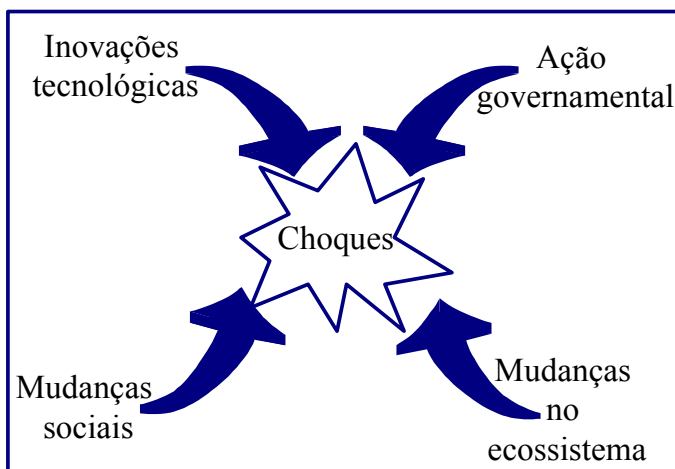 Inovações
tecnológicas
Ação
governamental
Choques
Mudanças
sociais
Mudanças
no
ecossistema